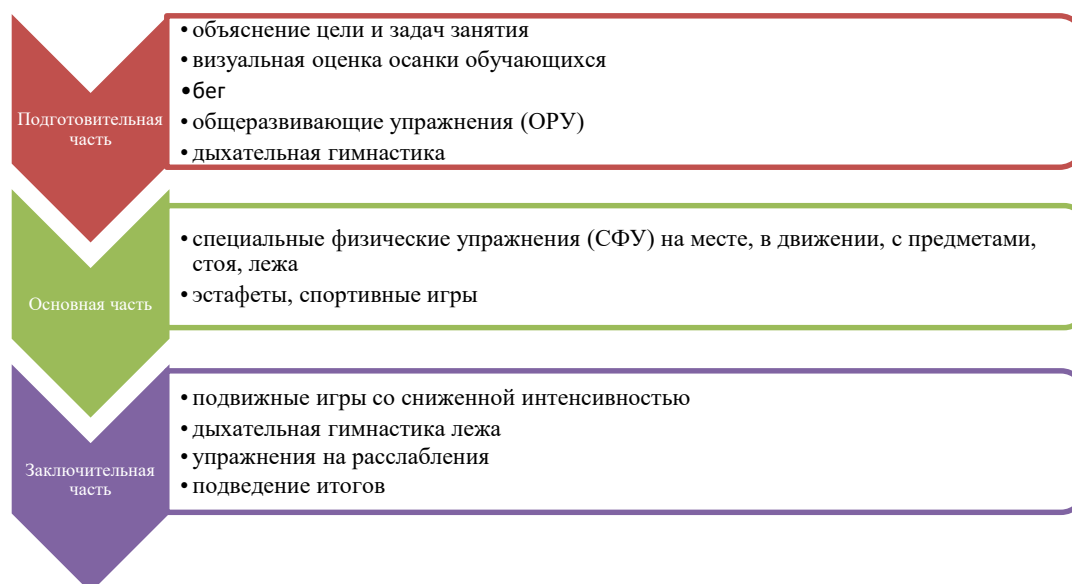 Подготовительная
часть
• объяснение цели и задач занятия
• визуальная оценка осанки обучающихся
• бег
• общеразвивающие упражнения (ОРУ)
• дыхательная гимнастика
Основная часть
• специальные физические упражнения (СФУ) на месте, в движении, с предметами,
стоя, лежа
• эстафеты, спортивные игры
Заключительная
часть
• подвижные игры со сниженной интенсивностью
• дыхательная гимнастика лежа
• упражнения на расслабления
• подведение итогов